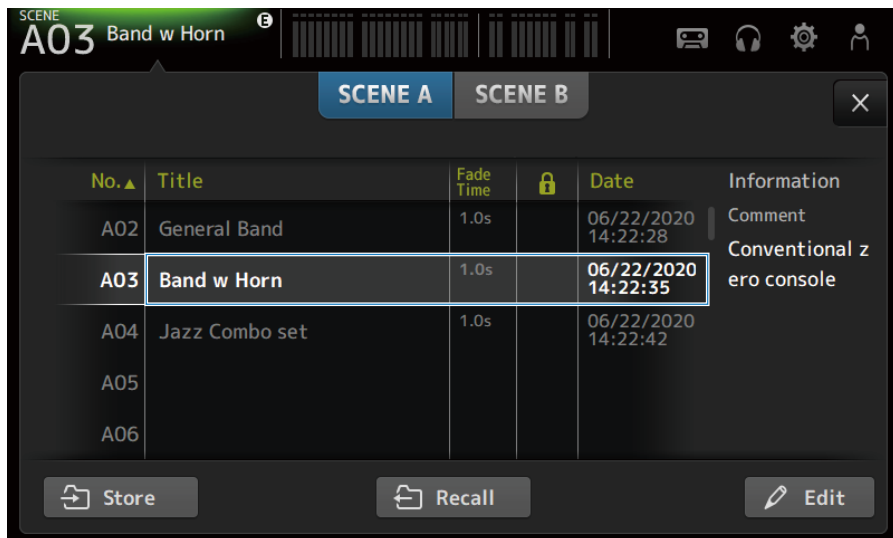 SCENE
A03 Band w Horn E
SCENE A SCENE B
No.▲ Title Fade Time Date Information
A02 General Band 1.0s 06/22/2020 14:22:28
Comment
Conventional z
ero console
A03 Band w Horn 1.0s 06/22/2020 14:22:35
A04 Jazz Combo set 1.0s 06/22/2020 14:22:42
A05
A06
Store Recall Edit